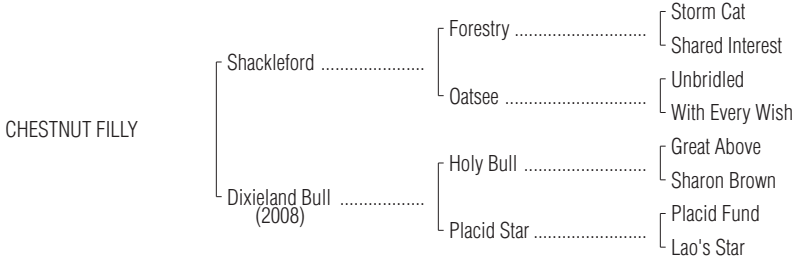 Storm Cat
Forestry ............................
Shared Interest
Shackleford ......................
Unbridled
Oatsee ..............................
With Every Wish
CHESTNUT FILLY
Great Above
Holy Bull ..........................
Sharon Brown
Dixieland Bull ..................
(2008)
Placid Fund
Placid Star ........................
Lao's Star